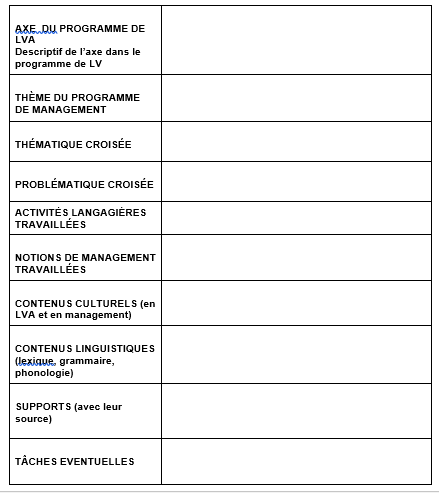 AXE DU PROGRAMME DE
LVA
Descriptif de l'axe dans le
programme de LV
THÈME DU PROGRAMME
DE MANAGEMENT
THÉMATIQUE CROISÉE
PROBLÉMATIQUE CROISÉE
ACTIVITÉS LANGAGIÈRES
TRAVAILLÉES
NOTIONS DE MANAGEMENT
TRAVAILLÉES
CONTENUS CULTURELS (en
LVA et en management)
CONTENUS LINGUISTIQUES
(lexique, grammaire,
phonologie)
SUPPORTS (avec leur
source)
TÂCHES EVENTUELLES